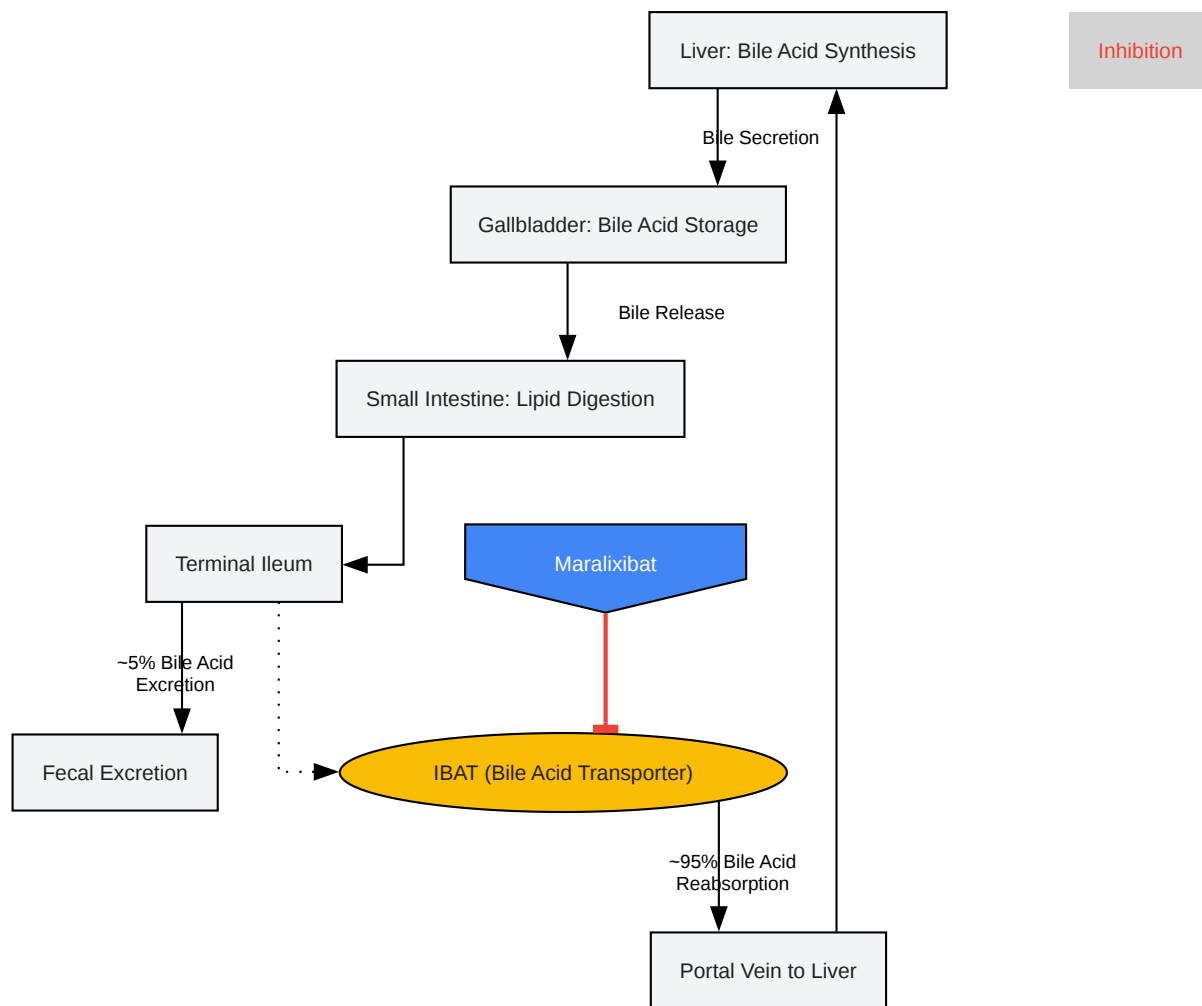 Liver: Bile Acid Synthesis
Inhibition
Bile Secretion
Gallbladder: Bile Acid Storage
Bile Release
Small Intestine: Lipid Digestion
Terminal Ileum
Maralixibat
~5% Bile Acid
Excretion
Fecal Excretion
IBAT (Bile Acid Transporter)
~95% Bile Acid
Reabsorption
Portal Vein to Liver